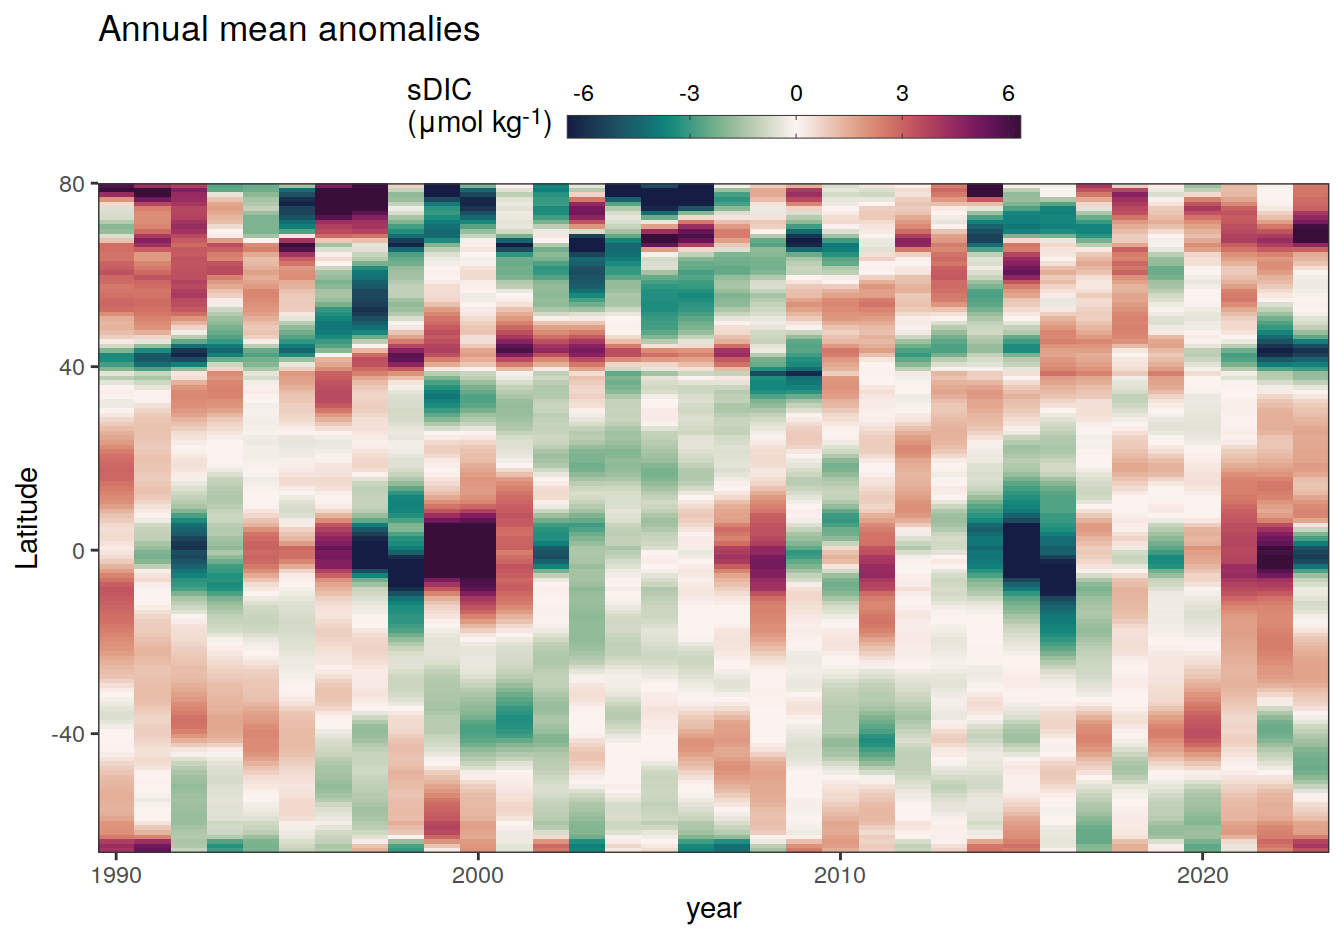 Annual mean anomalies
sDIC
(μmol kg⁻¹)
-6 -3 0 3 6
80
40
0
-40
Latitude
1990 2000 2010 2020
year